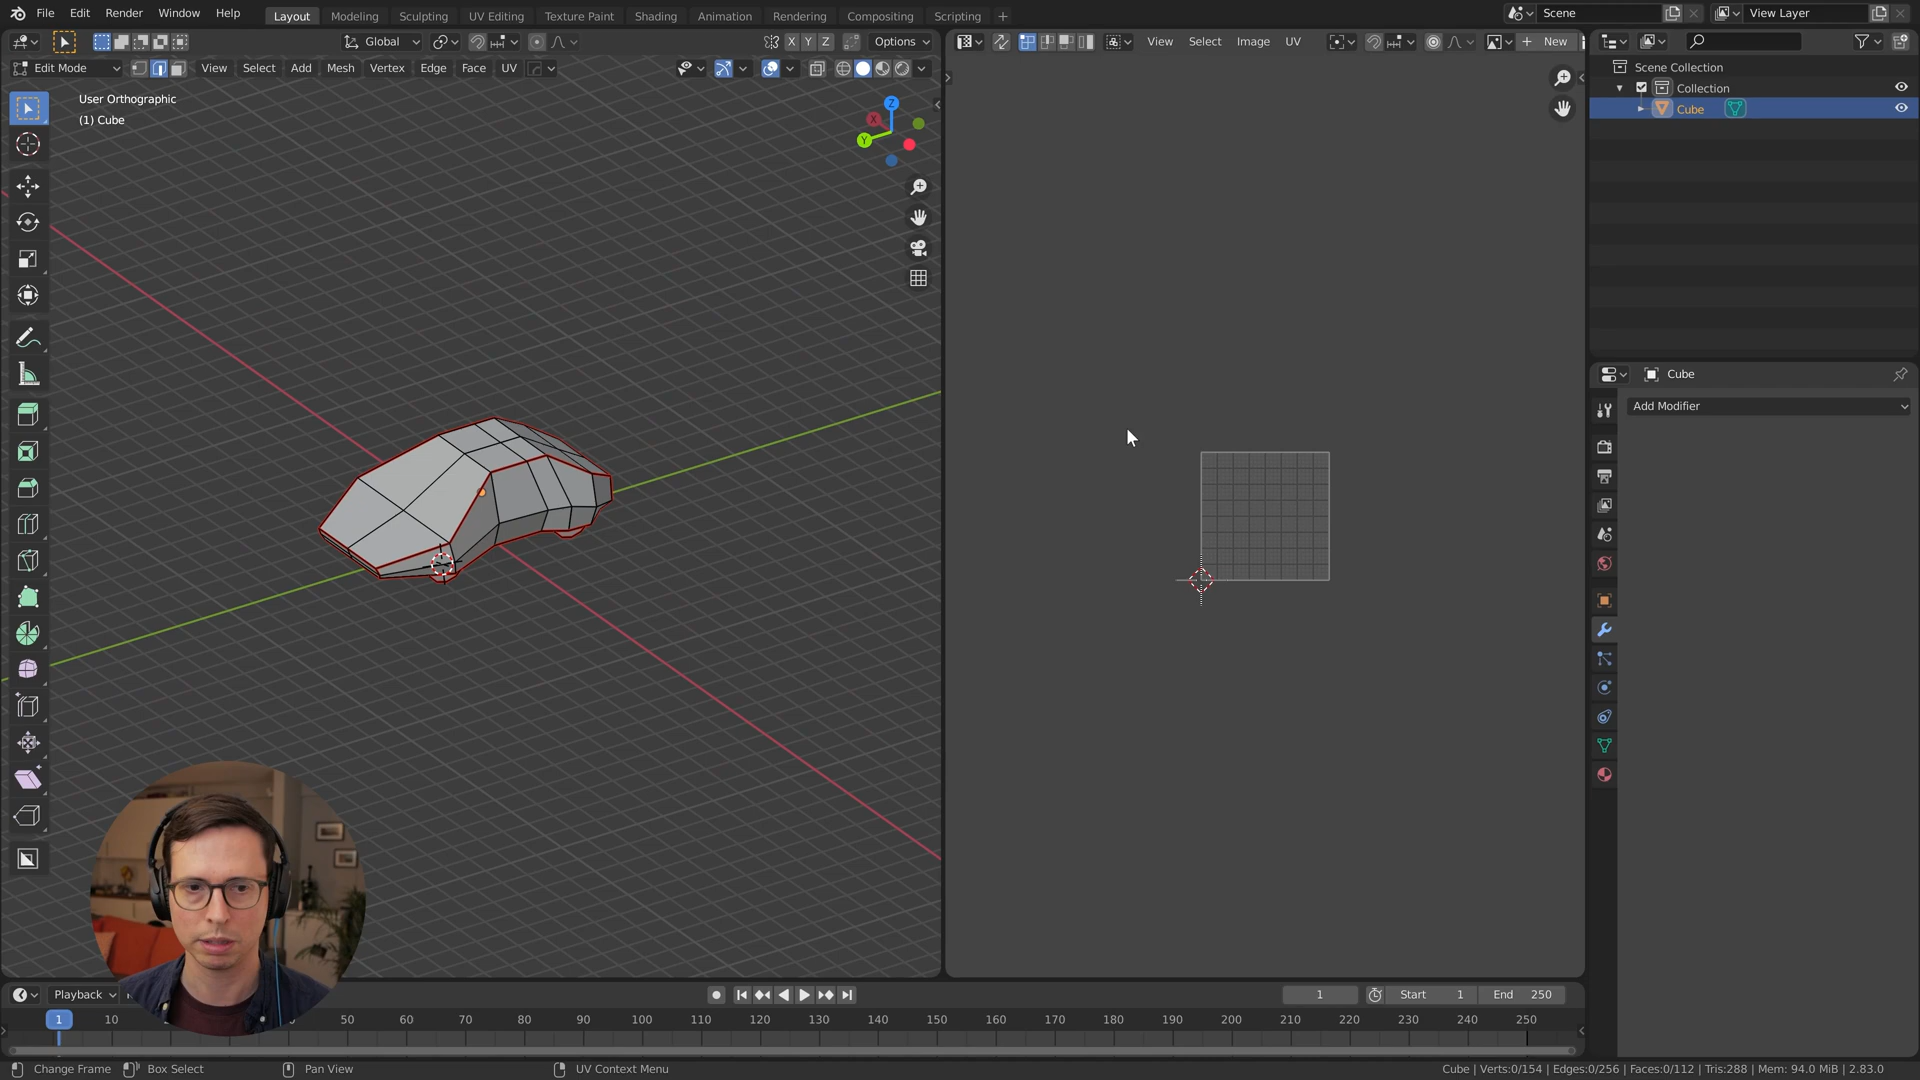 File Edit Render Window Help Layout Modeling Sculpting UV Editing Texture Paint Shading Animation Rendering Compositing Scripting + Scene View Layer
Global X Y Z Options View Select Image UV + New
Edit Mode View Select Add Mesh Vertex Edge Face UV
Scene Collection
Collection
Cube
User Orthographic
(1) Cube
Z
X
Y
Cube
Add Modifier
Playback 1 Start 1 End 250
1 10 50 60 70 80 90 100 110 120 130 140 150 160 170 180 190 200 210 220 230 240 250
Change Frame Box Select Pan View UV Context Menu Cube | Verts:0/154 | Edges:0/256 | Faces:0/112 | Tris:288 | Mem: 94.0 MiB | 2.83.0